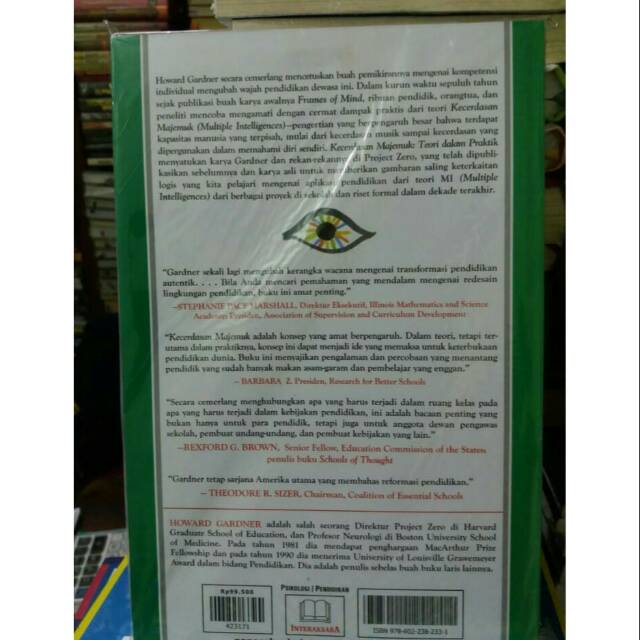 Howard Gardner secara cemerlang mencetuskan buah pemikirannya mengenai kompetensi
individual mengubah wajah pendidikan dewasa ini. Dalam kurun waktu sepuluh tahun
sejak publikasi buah karya awalnya Frames of Mind, ribuan pendidik, orangtua, dan
peneliti mencoba mengamati dengan cermat dampak praktis dari teori Kecerdasan
Majemuk (Multiple Intelligences)--pengertian yang berpengaruh besar bahwa terdapat
kapasitas manusia yang terpisah, mulai dari kecerdasan musik sampai kecerdasan yang
dipergunakan dalam memahami diri sendiri. Kecerdasan Majemuk: Teori dalam Praktik
menyatukan karya Gardner dan rekan-rekannya di Project Zero, yang telah dipubli-
kasikan sebelumnya dan karya asli untuk memberikan gambaran saling keterkaitan
logis yang kita pelajari mengenai aplikasi pendidikan dari teori MI (Multiple
Intelligences) dari berbagai proyek di sekolah dan riset formal dalam dekade terakhir.
"Gardner sekali lagi mengubah kerangka wacana mengenai transformasi pendidikan
autentik. . . . Bila Anda mencari pemahaman yang mendalam mengenai redesain
lingkungan pendidikan, buku ini amat penting."
—STEPHANIE PACE MARSHALL, Direktur Eksekutif, Illinois Mathematics and Science
Academy Presiden, Association of Supervision and Curriculum Development
"Kecerdasan Majemuk adalah konsep yang amat berpengaruh. Dalam teori, tetapi ter-
utama dalam praktiknya, konsep ini dapat menjadi ide yang memaksa untuk keterbukaan
pendidikan dunia. Buku ini menyajikan pengalaman dan percobaan yang menantang
pendidik yang sudah banyak makan asam-garam dan pembelajar yang enggan."
— BARBARA Z. Presiden, Research for Better Schools
"Secara cemerlang menghubungkan apa yang harus terjadi dalam ruang kelas pada
apa yang harus terjadi dalam kebijakan pendidikan, ini adalah bacaan penting yang
bukan hanya untuk para pendidik, tetapi juga untuk anggota dewan pengawas
sekolah, pembuat undang-undang, dan pembuat kebijakan yang lain."
—REXFORD G. BROWN, Senior Fellow, Education Commission of the States;
penulis buku Schools of Thought
"Gardner tetap sarjana Amerika utama yang membahas reformasi pendidikan."
— THEODORE R. SIZER, Chairman, Coalition of Essential Schools
HOWARD GARDNER adalah salah seorang Direktur Project Zero di Harvard
Graduate School of Education, dan Profesor Neurologi di Boston University School
of Medicine. Pada tahun 1981 dia mendapat penghargaan MacArthur Prize
Fellowship dan pada tahun 1990 dia menerima University of Louisville Grawemeyer
Award dalam bidang Pendidikan. Dia adalah penulis sebelas buah buku laris lainnya.
Rp99,500
423171
PSIKOLOGI | PENDIDIKAN
INTERAKSARA
ISBN 979-402-238-233-1